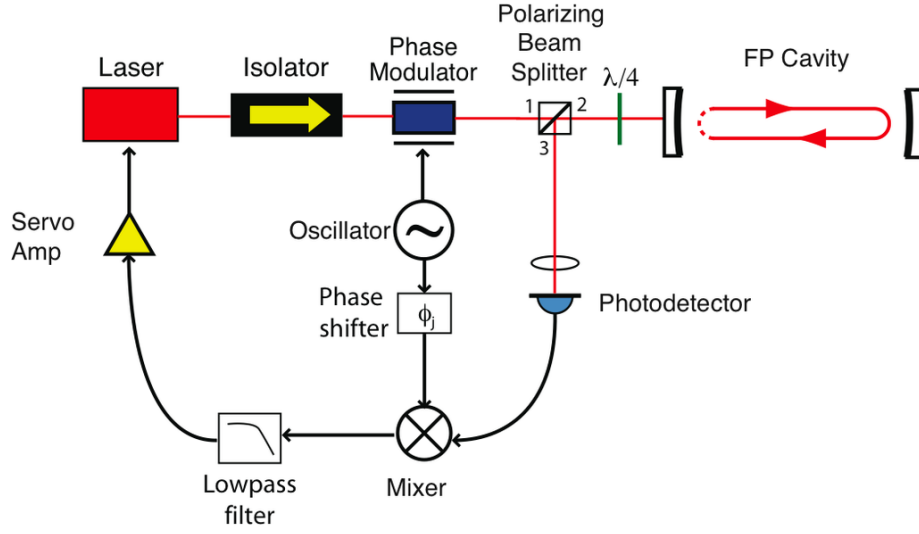 Polarizing
Beam
Splitter
Phase
Modulator
Laser
Isolator
λ/4
FP Cavity
1
2
3
Servo
Amp
Oscillator
Phase
shifter
ϕj
Photodetector
Lowpass
filter
Mixer